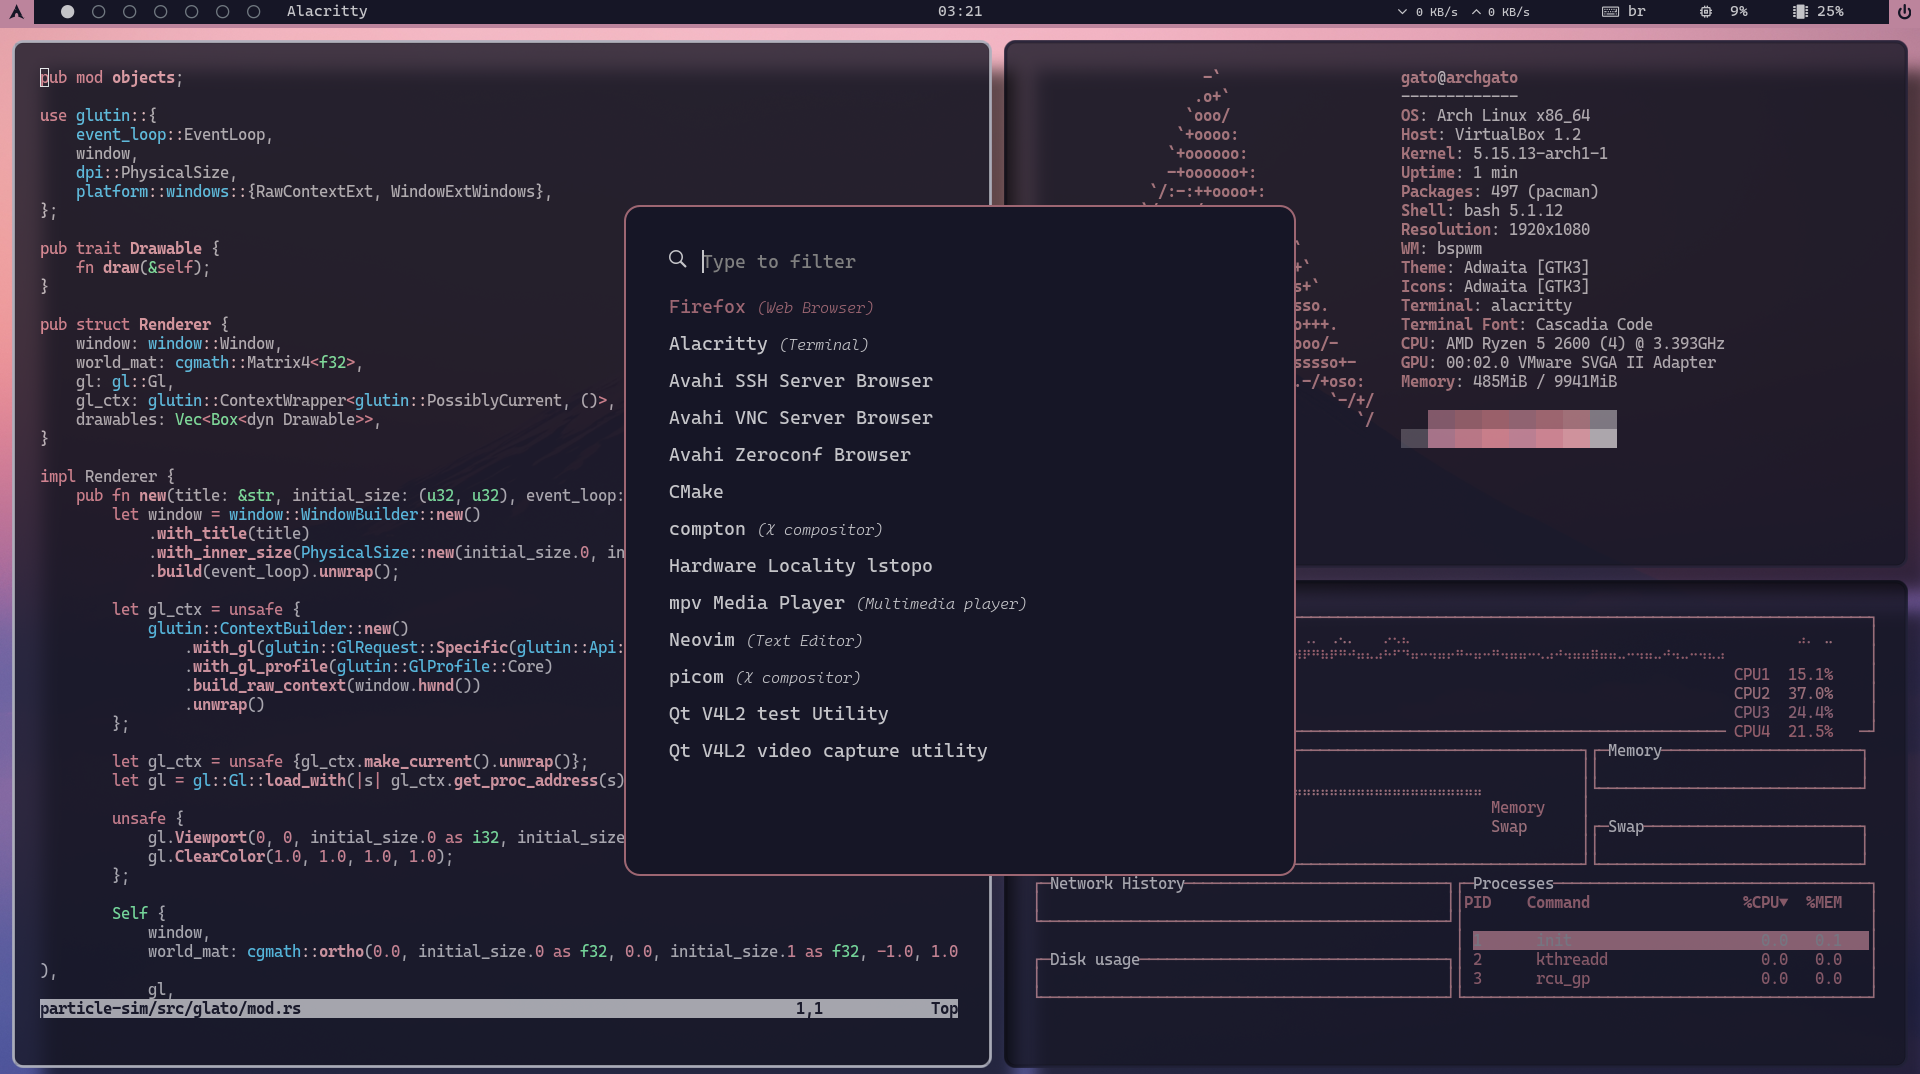 Alacritty
03:21
0 KB/s 0 KB/s
br
9%
25%
pub mod objects;
use glutin::{
event_loop::EventLoop,
window,
dpi::PhysicalSize,
platform::windows::{RawContextExt, WindowExtWindows},
};
pub trait Drawable {
fn draw(&self);
}
pub struct Renderer {
window: window::Window,
world_mat: cgmath::Matrix4<f32>,
gl: gl::Gl,
gl_ctx: glutin::ContextWrapper<glutin::PossiblyCurrent, ()>,
drawables: Vec<Box<dyn Drawable>>,
}
impl Renderer {
pub fn new(title: &str, initial_size: (u32, u32), event_loop:
let window = window::WindowBuilder::new()
.with_title(title)
.with_inner_size(PhysicalSize::new(initial_size.0, in
.build(event_loop).unwrap();
let gl_ctx = unsafe {
glutin::ContextBuilder::new()
.with_gl(glutin::GlRequest::Specific(glutin::Api:
.with_gl_profile(glutin::GlProfile::Core)
.build_raw_context(window.hwnd())
.unwrap()
};
let gl_ctx = unsafe {gl_ctx.make_current().unwrap()};
let gl = gl::Gl::load_with(|s| gl_ctx.get_proc_address(s)
unsafe {
gl.Viewport(0, 0, initial_size.0 as i32, initial_size
gl.ClearColor(1.0, 1.0, 1.0, 1.0);
};
Self {
window,
world_mat: cgmath::ortho(0.0, initial_size.0 as f32, 0.0, initial_size.1 as f32, -1.0, 1.0
),
gl,
particle-sim/src/glato/mod.rs 1,1 Top
Type to filter
Firefox (Web Browser)
Alacritty (Terminal)
Avahi SSH Server Browser
Avahi VNC Server Browser
Avahi Zeroconf Browser
CMake
compton (X compositor)
Hardware Locality lstopo
mpv Media Player (Multimedia player)
Neovim (Text Editor)
picom (X compositor)
Qt V4L2 test Utility
Qt V4L2 video capture utility
-`
.o+`
`ooo/
`+oooo:
`+oooooo:
-+oooooo+:
`/:-:++oooo+:
sso.
o+++.
ooo/-
sssso+-
.-/+oso:
`-/+/
`/
gato@archgato
-------------
OS: Arch Linux x86_64
Host: VirtualBox 1.2
Kernel: 5.15.13-arch1-1
Uptime: 1 min
Packages: 497 (pacman)
Shell: bash 5.1.12
Resolution: 1920x1080
WM: bspwm
Theme: Adwaita [GTK3]
Icons: Adwaita [GTK3]
Terminal: alacritty
Terminal Font: Cascadia Code
CPU: AMD Ryzen 5 2600 (4) @ 3.393GHz
GPU: 00:02.0 VMware SVGA II Adapter
Memory: 485MiB / 9941MiB
CPU1 15.1%
CPU2 37.0%
CPU3 24.4%
CPU4 21.5%
Memory
Swap
Memory
Swap
Network History
Disk usage
Processes
PID Command %CPU▼ %MEM
1 init 0.0 0.1
2 kthreadd 0.0 0.0
3 rcu_gp 0.0 0.0